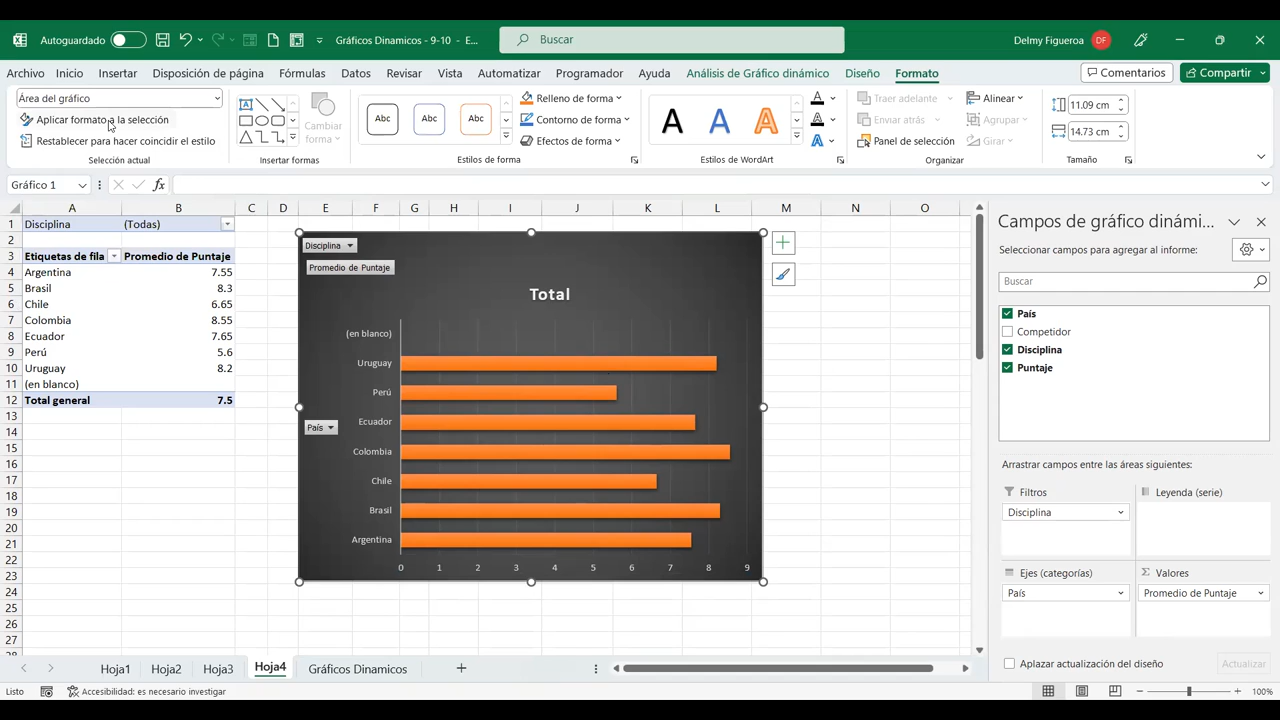 Autoguardado
Gráficos Dinamicos - 9-10 - E...
Buscar
Delmy Figueroa
DF
Archivo Inicio Insertar Disposición de página Fórmulas Datos Revisar Vista Automatizar Programador Ayuda Análisis de Gráfico dinámico Diseño Formato
Comentarios
Compartir
Área del gráfico
Aplicar formato a la selección
Restablecer para hacer coincidir el estilo
Selección actual
Cambiar
forma
Insertar formas
Abc Abc Abc
Relleno de forma
Contorno de forma
Efectos de forma
Estilos de forma
A A A
A
A
A
Estilos de WordArt
Traer adelante
Enviar atrás
Panel de selección
Alinear
Agrupar
Girar
Organizar
11.09 cm
14.73 cm
Tamaño
Gráfico 1
fx
A B C D E F G H I J K L M N O
1 Disciplina (Todas)
2
3 Etiquetas de fila Promedio de Puntaje
4 Argentina 7.55
5 Brasil 8.3
6 Chile 6.65
7 Colombia 8.55
8 Ecuador 7.65
9 Perú 5.6
10 Uruguay 8.2
11 (en blanco)
12 Total general 7.5
13
14
15
16
17
18
19
20
21
22
23
24
25
26
27
Disciplina
Promedio de Puntaje
Total
(en blanco)
Uruguay
Perú
Ecuador
País
Colombia
Chile
Brasil
Argentina
0 1 2 3 4 5 6 7 8 9
Campos de gráfico dinámi...
Seleccionar campos para agregar al informe:
Buscar
País
Competidor
Disciplina
Puntaje
Arrastrar campos entre las áreas siguientes:
Filtros
Disciplina
Leyenda (serie)
Ejes (categorías)
País
Σ Valores
Promedio de Puntaje
Aplazar actualización del diseño
Actualizar
Hoja1 Hoja2 Hoja3 Hoja4 Gráficos Dinamicos
Listo
Accesibilidad: es necesario investigar
100%